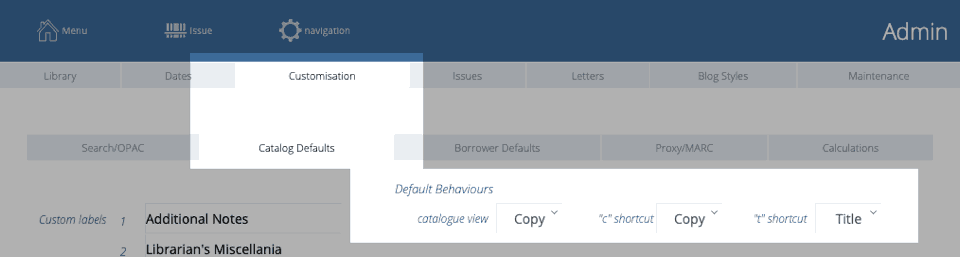 Menu Issue navigation Admin
Library Dates Customisation Issues Letters Blog Styles Maintenance
Search/OPAC Catalog Defaults Borrower Defaults Proxy/MARC Calculations
Default Behaviours
Custom labels 1 Additional Notes catalogue view Copy "c" shortcut Copy "t" shortcut Title
2 Librarian's Miscellania